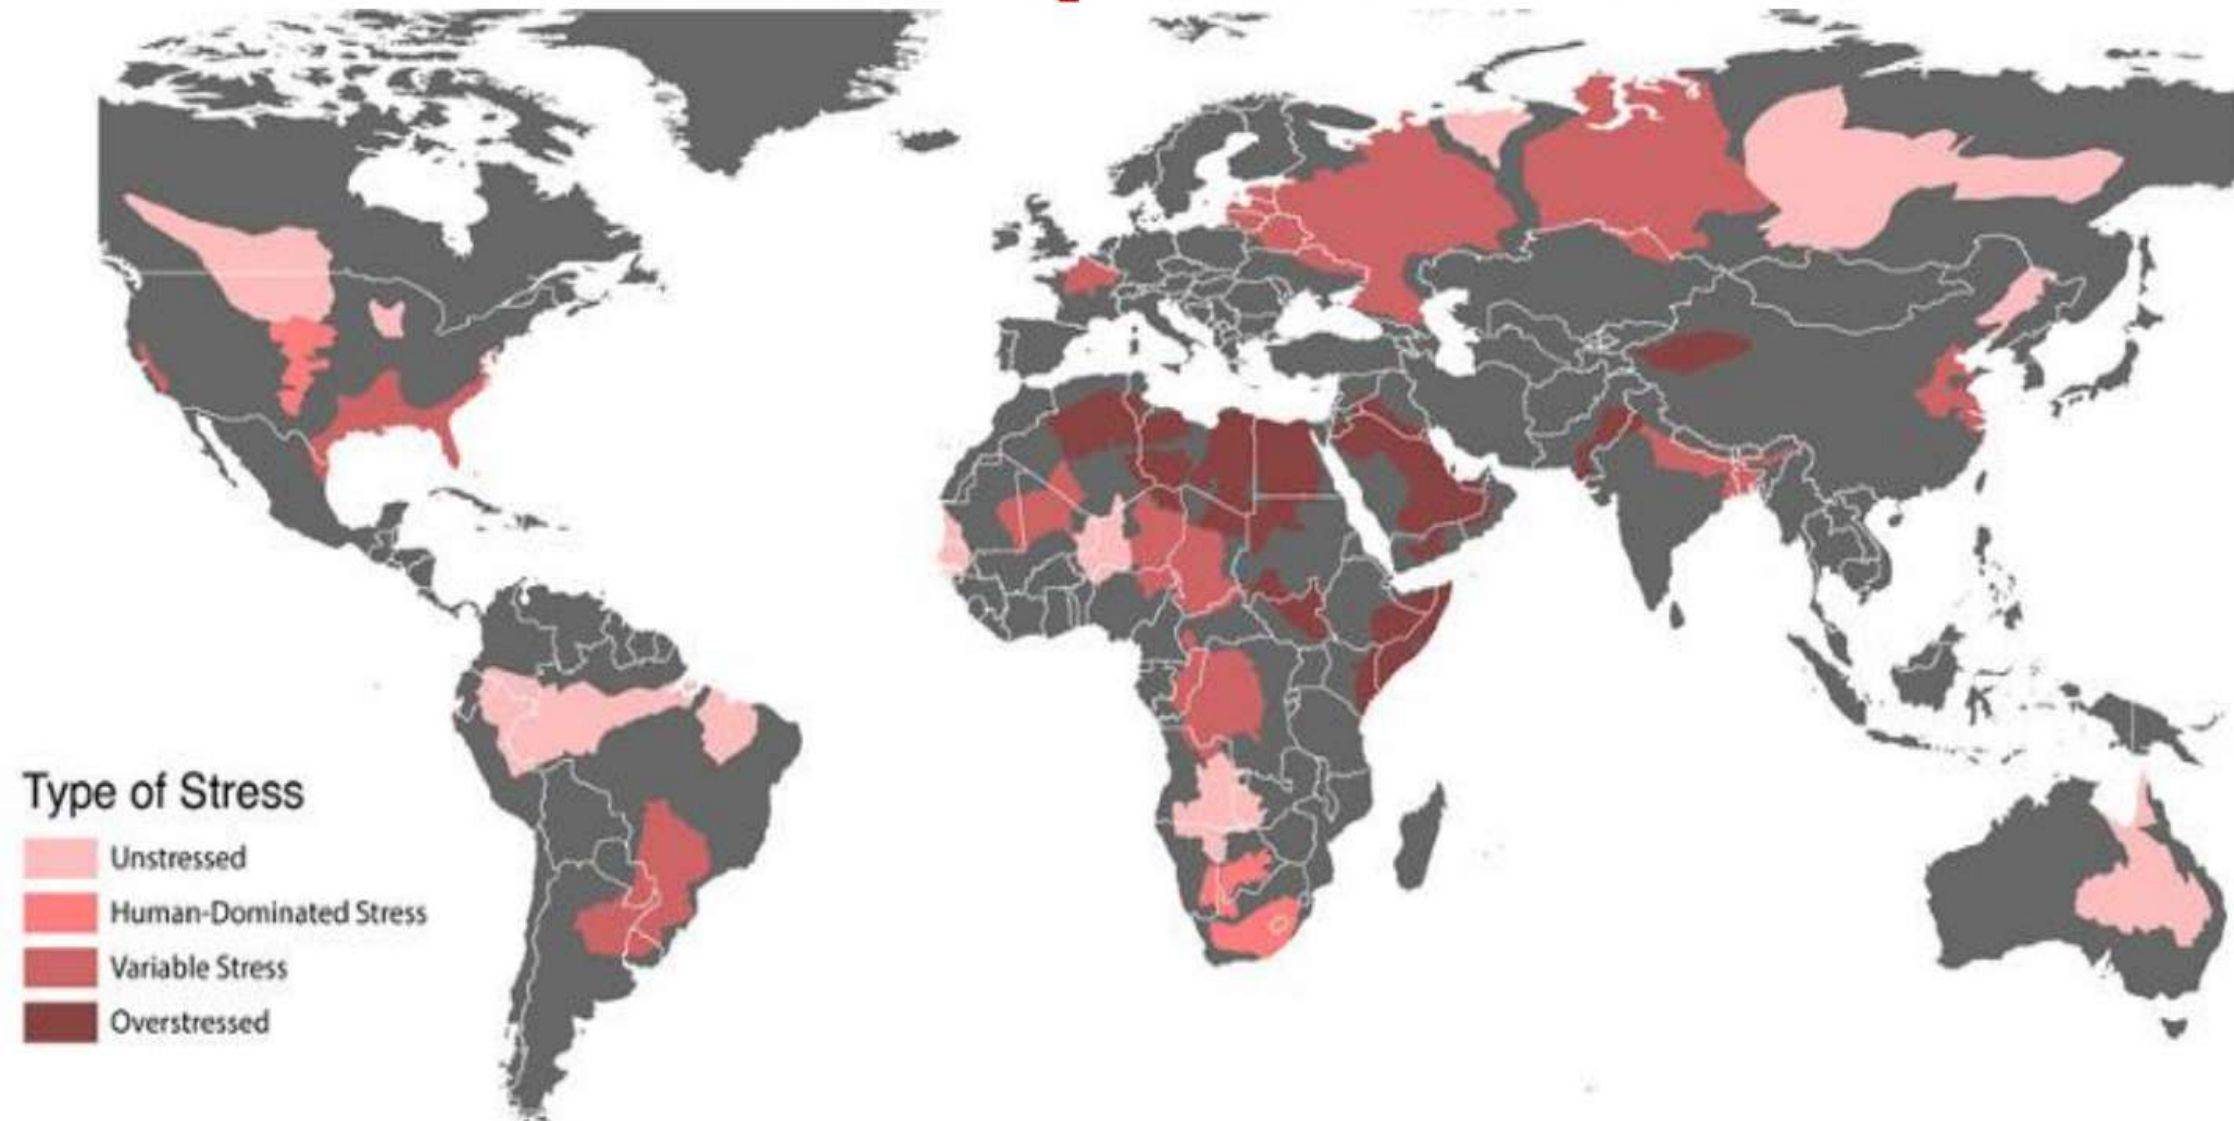 Type of Stress
Unstressed
Human-Dominated Stress
Variable Stress
Overstressed